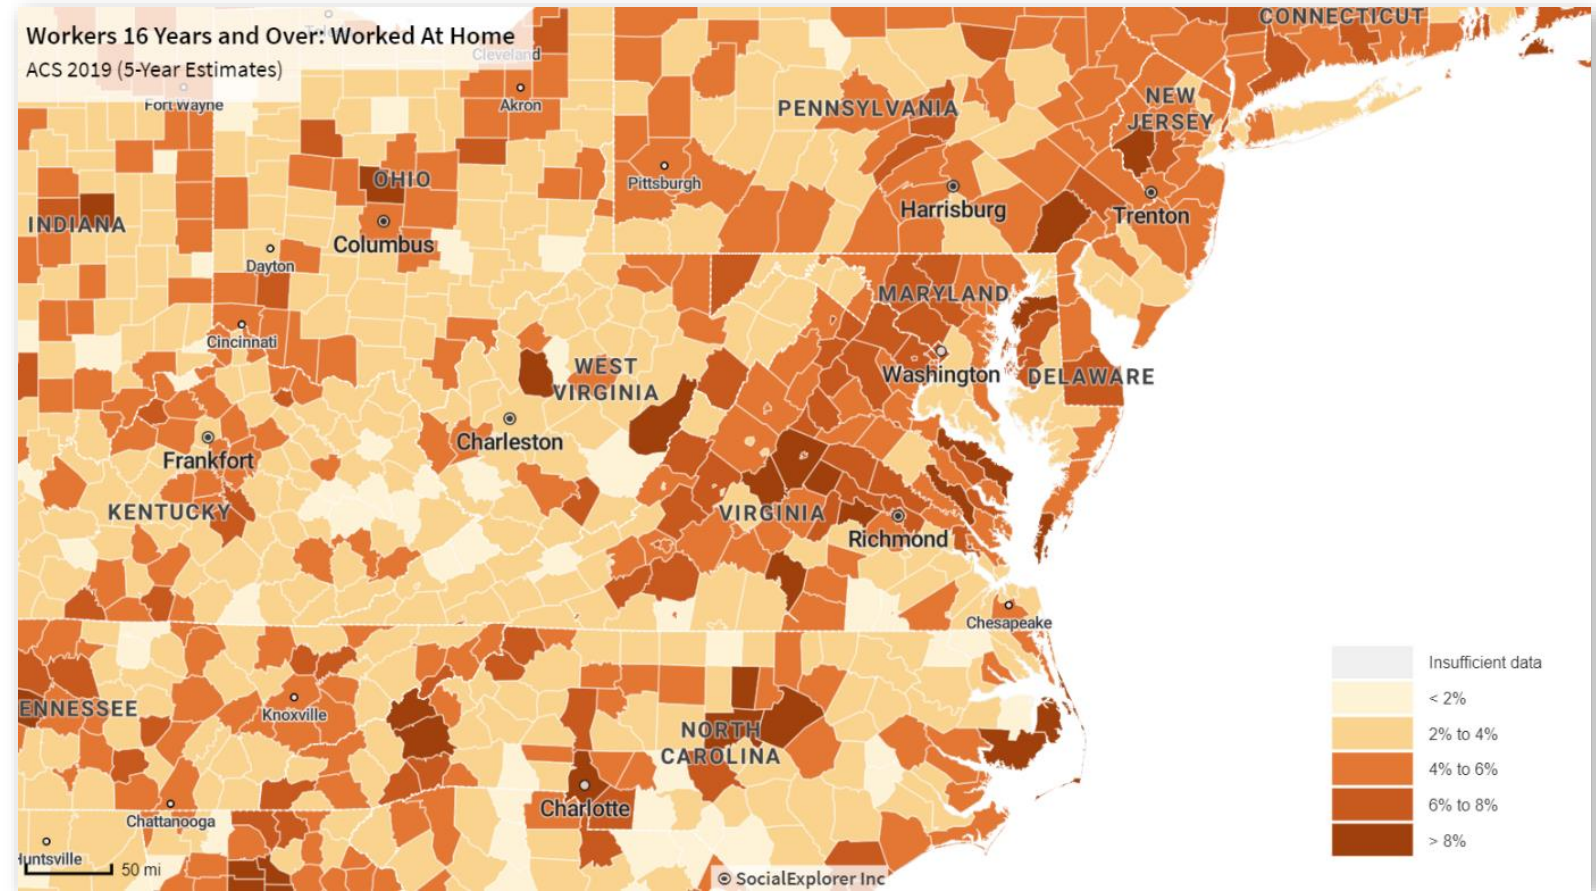 Workers 16 Years and Over: Worked At Home
ACS 2019 (5-Year Estimates)
CONNECTICUT
Toledo
Cleveland
Fort Wayne
Akron
PENNSYLVANIA
NEW
JERSEY
Pittsburgh
OHIO
Harrisburg
Trenton
INDIANA
Columbus
Dayton
MARYLAND
Cincinnati
WEST
VIRGINIA
Washington
DELAWARE
Charleston
Frankfort
KENTUCKY
VIRGINIA
Richmond
Chesapeake
ENNESSEE
Knoxville
NORTH
CAROLINA
Charlotte
Chattanooga
Huntsville
50 mi
© SocialExplorer Inc
Insufficient data
< 2%
2% to 4%
4% to 6%
6% to 8%
> 8%